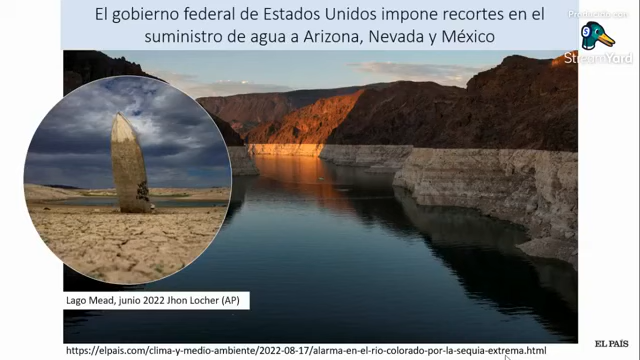 El gobierno federal de Estados Unidos impone recortes en el
suministro de agua a Arizona, Nevada y México
Producido con
StreamYard
Lago Mead, junio 2022 Jhon Locher (AP)
EL PAÍS
https://elpais.com/clima-y-medio-ambiente/2022-08-17/alarma-en-el-rio-colorado-por-la-sequia-extrema.html